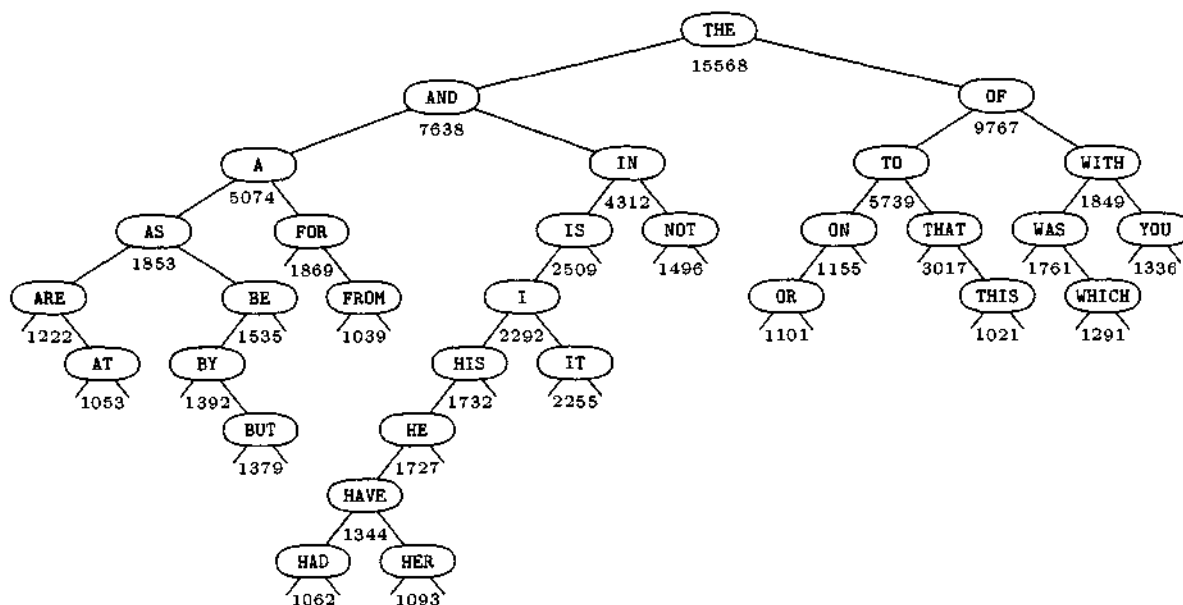 THE
15568
AND OF
7638 9767
A IN TO WITH
5074 4312 5739 1849
AS FOR IS NOT ON THAT WAS YOU
1853 1869 2509 1496 1155 3017 1761 1336
ARE BE FROM I OR THIS WHICH
1222 1535 1039 2292 1101 1021 1291
AT BY HIS IT
1053 1392 1732 2255
BUT HE
1379 1727
HAVE
1344
HAD HER
1062 1093